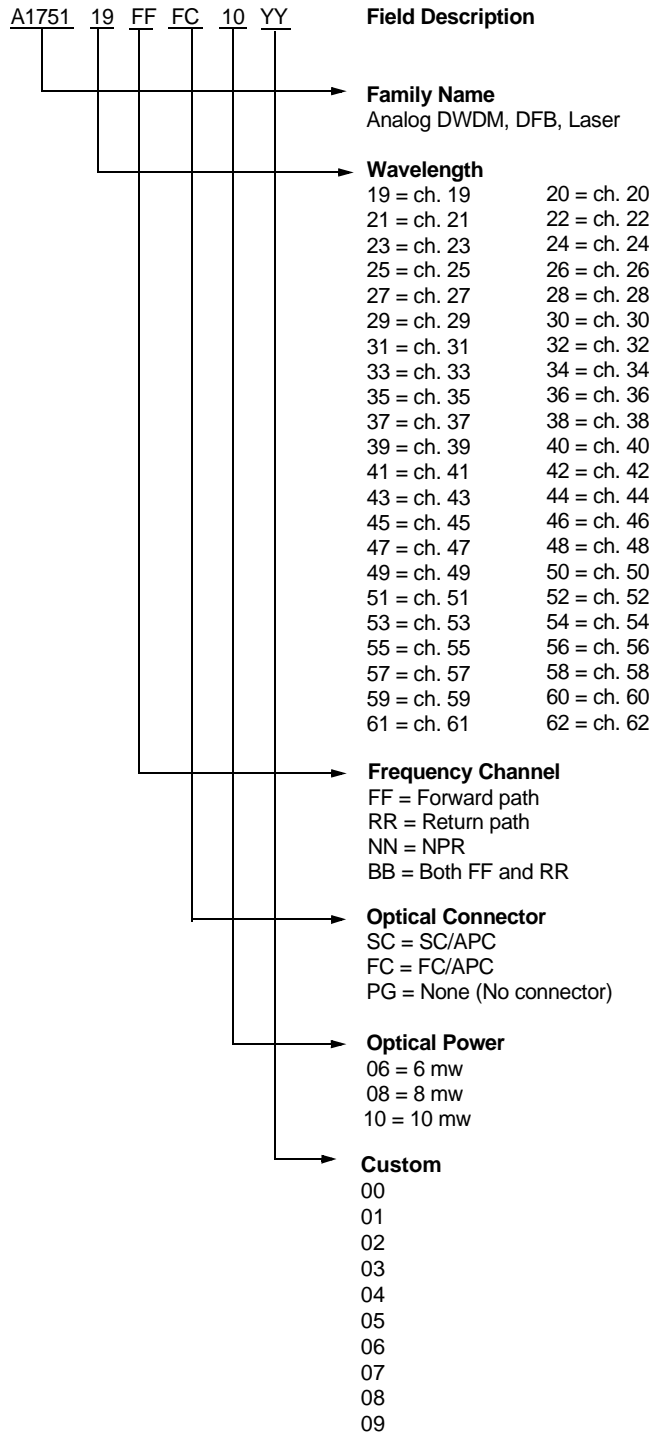 A1751 19 FF FC 10 YY Field Description
Family Name
Analog DWDM, DFB, Laser
Wavelength
19 = ch. 19 20 = ch. 20
21 = ch. 21 22 = ch. 22
23 = ch. 23 24 = ch. 24
25 = ch. 25 26 = ch. 26
27 = ch. 27 28 = ch. 28
29 = ch. 29 30 = ch. 30
31 = ch. 31 32 = ch. 32
33 = ch. 33 34 = ch. 34
35 = ch. 35 36 = ch. 36
37 = ch. 37 38 = ch. 38
39 = ch. 39 40 = ch. 40
41 = ch. 41 42 = ch. 42
43 = ch. 43 44 = ch. 44
45 = ch. 45 46 = ch. 46
47 = ch. 47 48 = ch. 48
49 = ch. 49 50 = ch. 50
51 = ch. 51 52 = ch. 52
53 = ch. 53 54 = ch. 54
55 = ch. 55 56 = ch. 56
57 = ch. 57 58 = ch. 58
59 = ch. 59 60 = ch. 60
61 = ch. 61 62 = ch. 62
Frequency Channel
FF = Forward path
RR = Return path
NN = NPR
BB = Both FF and RR
Optical Connector
SC = SC/APC
FC = FC/APC
PG = None (No connector)
Optical Power
06 = 6 mw
08 = 8 mw
10 = 10 mw
Custom
00
01
02
03
04
05
06
07
08
09